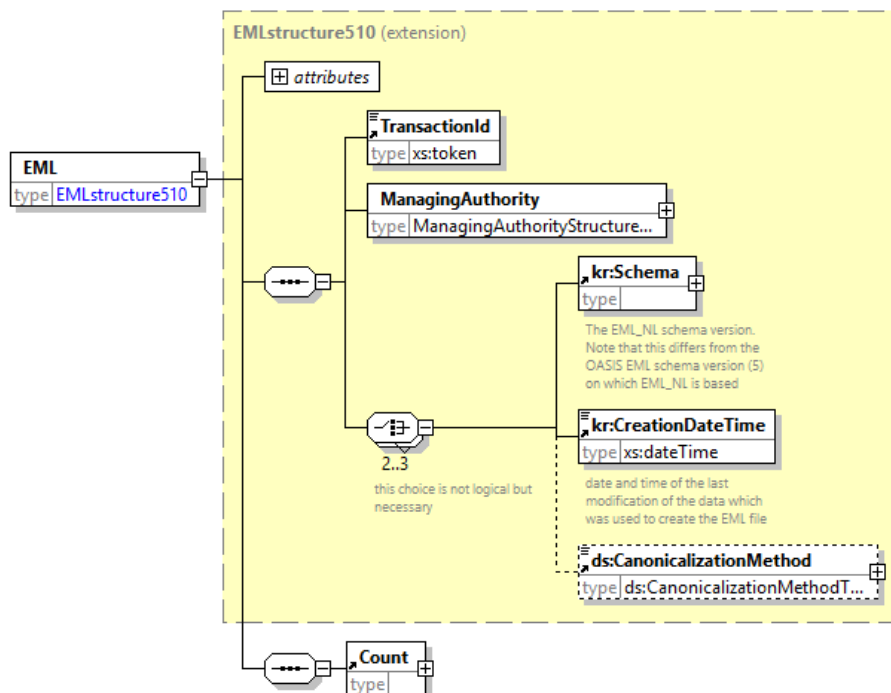 EMLstructure510 (extension)
attributes
TransactionId
type xs:token
EML
type EMLstructure510
ManagingAuthority
type ManagingAuthorityStructure...
kr:Schema
type
The EML_NL schema version.
Note that this differs from the
OASIS EML schema version (5)
on which EML_NL is based
2..3
this choice is not logical but
necessary
kr:CreationDateTime
type xs:dateTime
date and time of the last
modification of the data which
was used to create the EML file
ds:CanonicalizationMethod
type ds:CanonicalizationMethodT...
Count
type